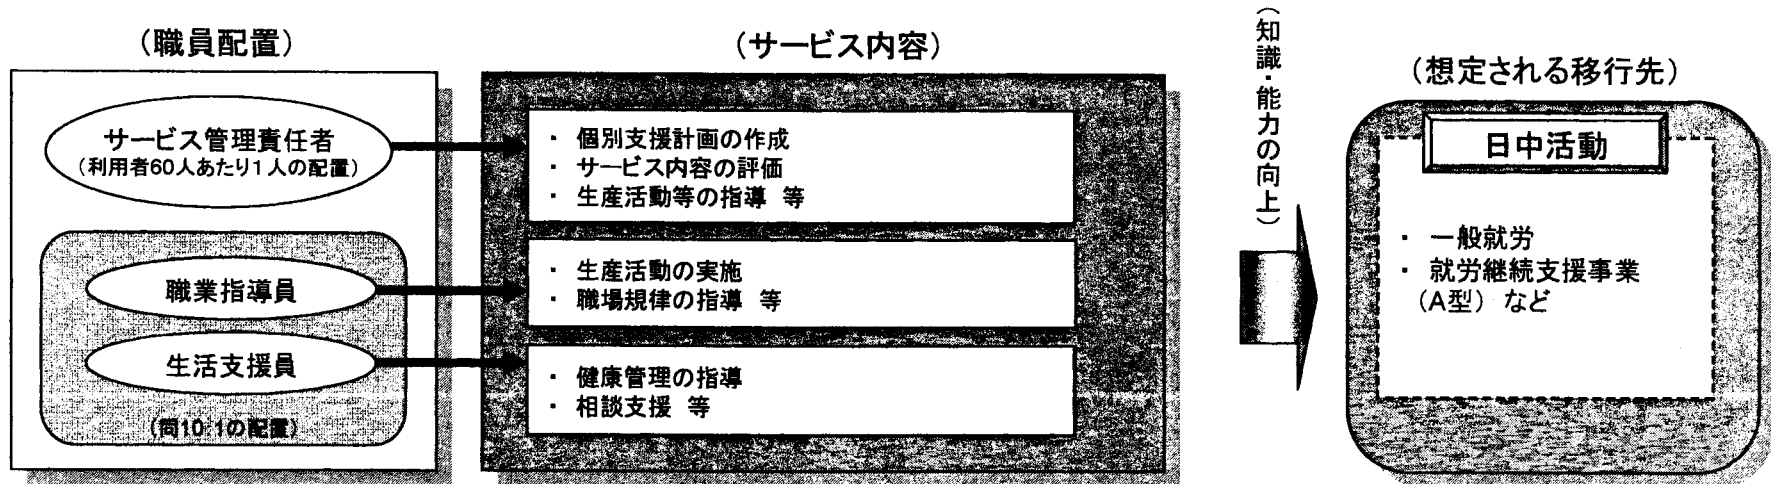 （職員配置）
サービス管理責任者
（利用者60人あたり1人の配置）
職業指導員
生活支援員
（同10:1の配置）
（サービス内容）
・ 個別支援計画の作成
・ サービス内容の評価
・ 生産活動等の指導 等
・ 生産活動の実施
・ 職場規律の指導 等
・ 健康管理の指導
・ 相談支援 等
（知識・能力の向上）
（想定される移行先）
日中活動
・ 一般就労
・ 就労継続支援事業
（A型） など